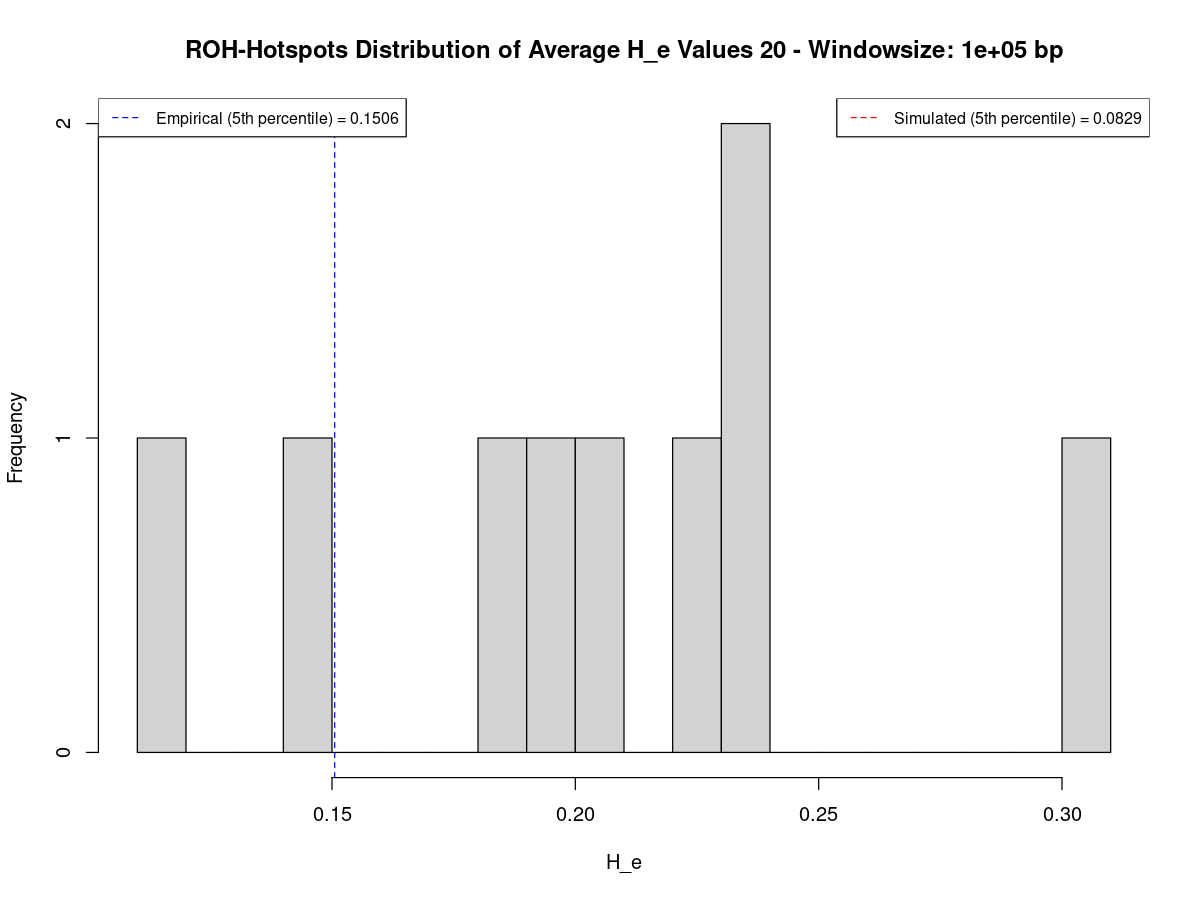 ROH-Hotspots Distribution of Average H_e Values 20 - Windowsize: 1e+05 bp
Empirical (5th percentile) = 0.1506
Simulated (5th percentile) = 0.0829
2
1
0
Frequency
0.15
0.20
0.25
0.30
H_e